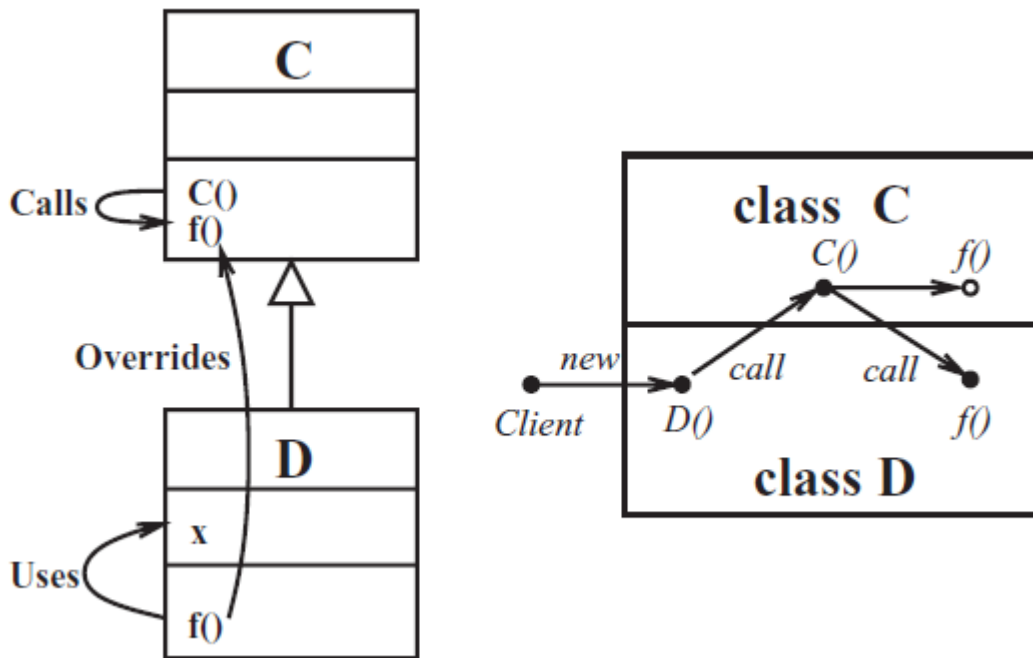 C
Calls
C()
f()
Overrides
D
x
Uses
f()
class C
C()
f()
new
call
call
Client
D()
f()
class D